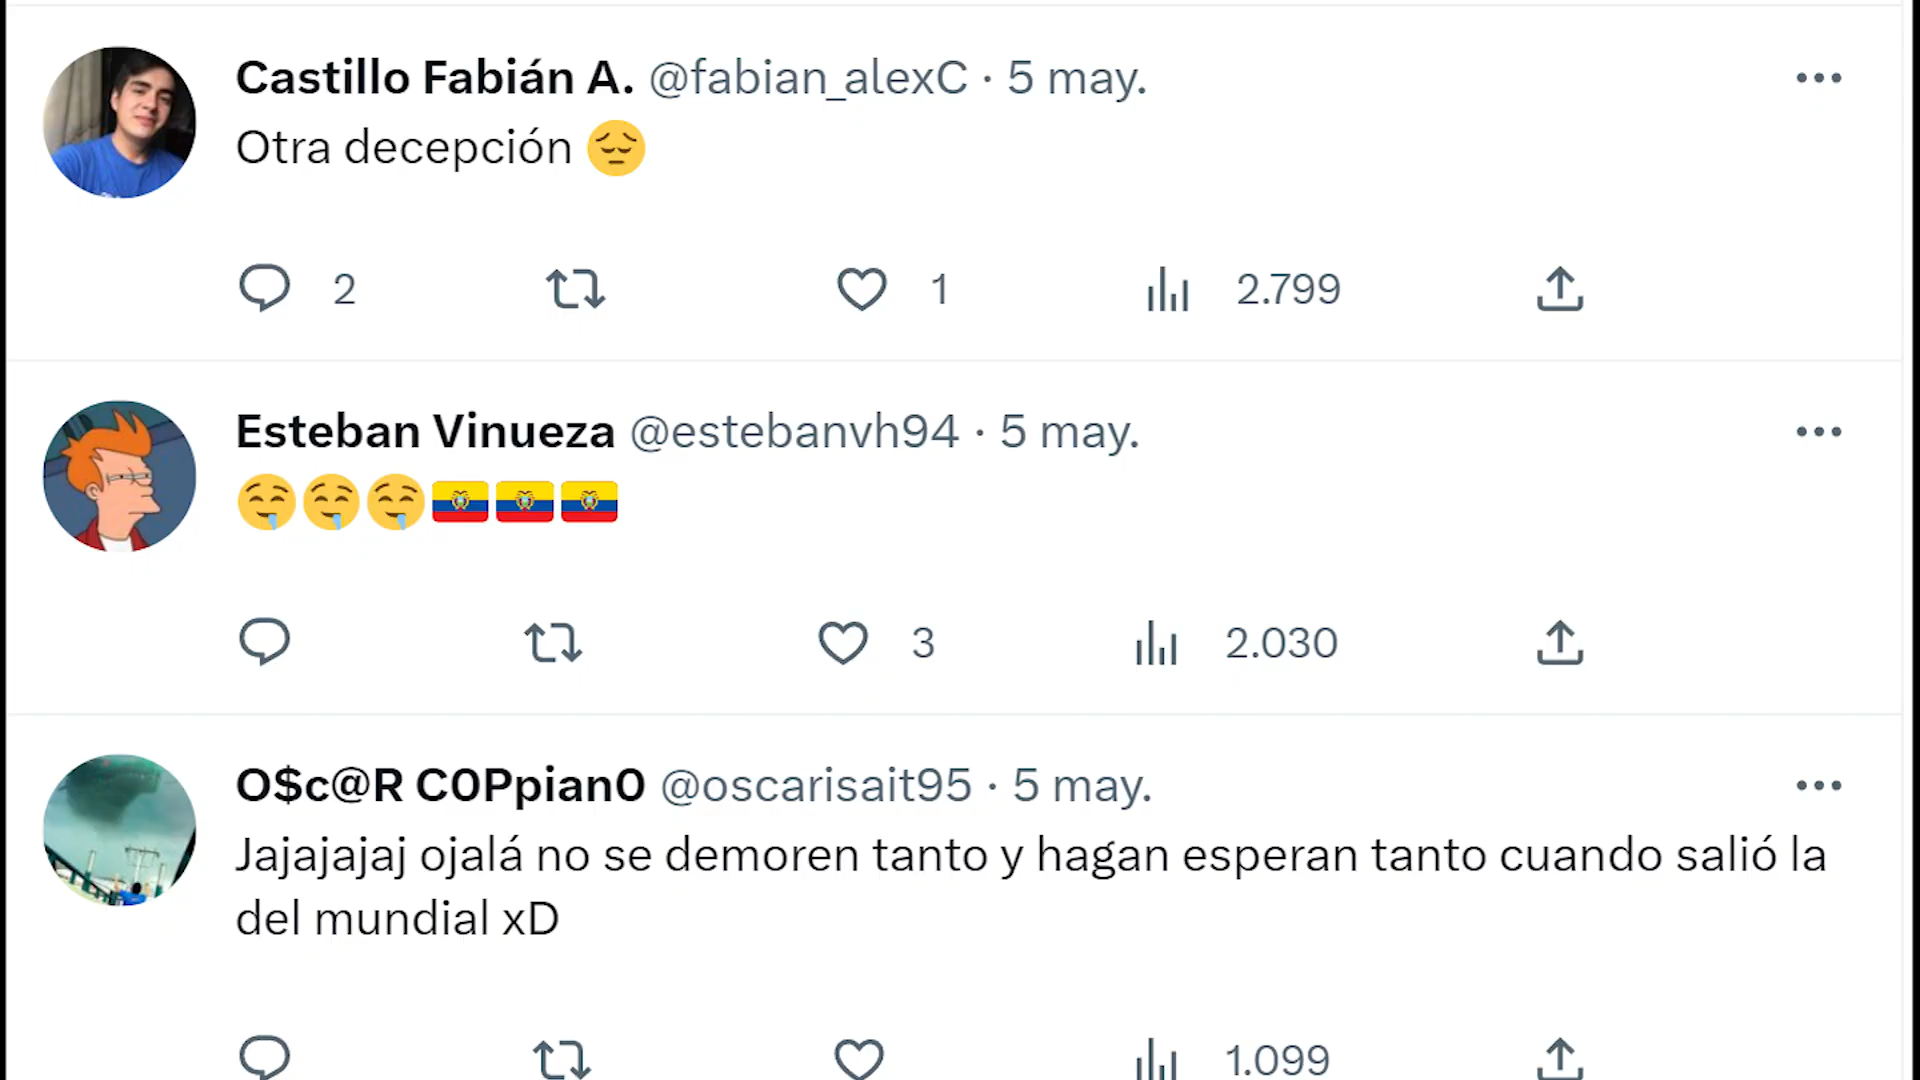 Castillo Fabián A. @fabian_alexC · 5 may.
Otra decepción 😔
2 1 2.799
Esteban Vinueza @estebanvh94 · 5 may.
🤤🤤🤤🇪🇨🇪🇨🇪🇨
3 2.030
O$c@R C0Ppian0 @oscarisait95 · 5 may.
Jajajajaj ojalá no se demoren tanto y hagan esperan tanto cuando salió la
del mundial xD
1.099